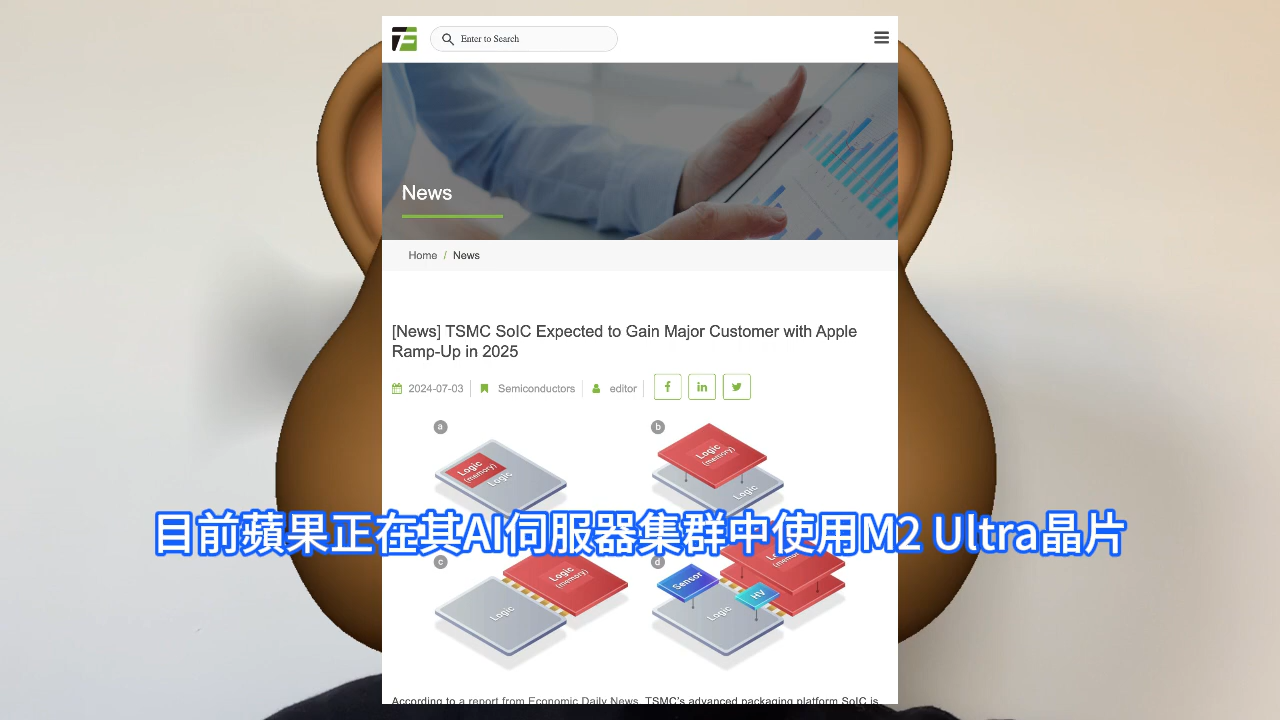 Enter to Search
News
Home / News
[News] TSMC SoIC Expected to Gain Major Customer with Apple
Ramp-Up in 2025
2024-07-03 Semiconductors editor
a
b
Logic
(memory)
Logic
Logic
(memory)
Logic
目前蘋果正在其AI伺服器集群中使用M2 Ultra晶片
c
d
Logic
(memory)
Logic
Logic
(memory)
Sensor
HV
Logic
According to a report from Economic Daily News, TSMC's advanced packaging platform SoIC is